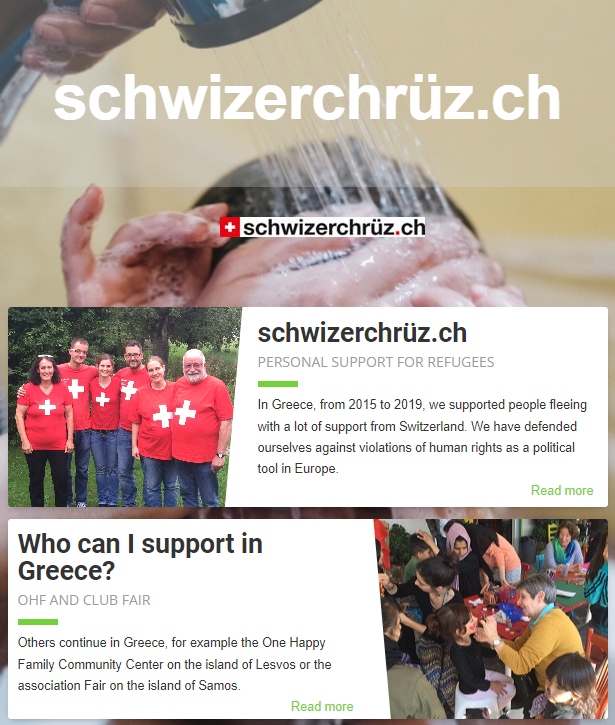 schwizerchrüz.ch
schwizerchrüz.ch
schwizerchrüz.ch
PERSONAL SUPPORT FOR REFUGEES
In Greece, from 2015 to 2019, we supported people fleeing
with a lot of support from Switzerland. We have defended
ourselves against violations of human rights as a political
tool in Europe.
Read more
Who can I support in
Greece?
OHF AND CLUB FAIR
Others continue in Greece, for example the One Happy
Family Community Center on the island of Lesvos or the
association Fair on the island of Samos.
Read more